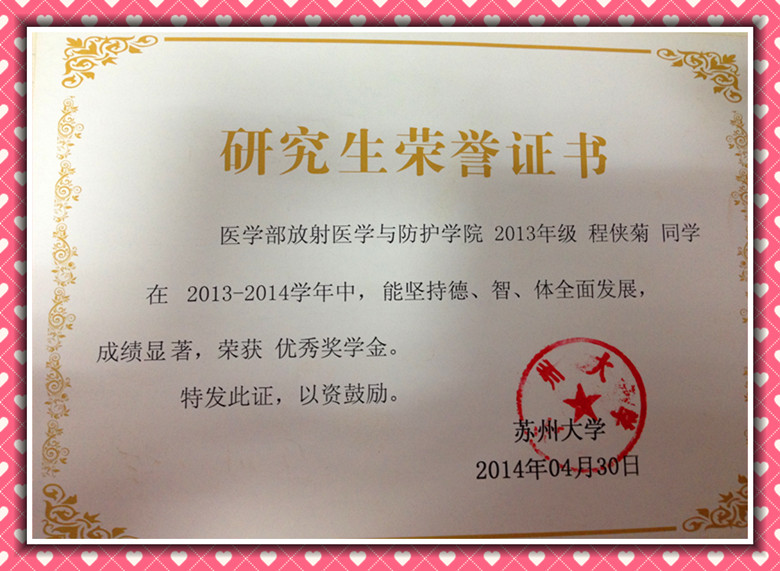 研究生荣誉证书
医学部放射医学与防护学院 2013年级 程侠菊 同学
在 2013-2014学年中，能坚持德、智、体全面发展，
成绩显著，荣获 优秀奖学金。
特发此证，以资鼓励。
州大学
苏州大学
2014年04月30日